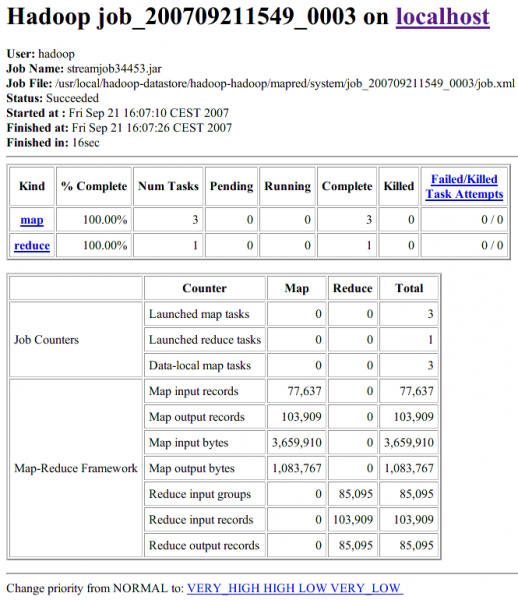 Hadoop job_200709211549_0003 on localhost
User: hadoop
Job Name: streamjob34453.jar
Job File: /usr/local/hadoop-datastore/hadoop-hadoop/mapred/system/job_200709211549_0003/job.xml
Status: Succeeded
Started at : Fri Sep 21 16:07:10 CEST 2007
Finished at: Fri Sep 21 16:07:26 CEST 2007
Finished in: 16sec
Kind % Complete Num Tasks Pending Running Complete Killed Failed/Killed
Task Attempts
map 100.00% 3 0 0 3 0 0 / 0
reduce 100.00% 1 0 0 1 0 0 / 0
Counter Map Reduce Total
Launched map tasks 0 0 3
Job Counters Launched reduce tasks 0 0 1
Data-local map tasks 0 0 3
Map input records 77,637 0 77,637
Map output records 103,909 0 103,909
Map input bytes 3,659,910 0 3,659,910
Map-Reduce Framework Map output bytes 1,083,767 0 1,083,767
Reduce input groups 0 85,095 85,095
Reduce input records 0 103,909 103,909
Reduce output records 0 85,095 85,095
Change priority from NORMAL to: VERY_HIGH HIGH LOW VERY_LOW